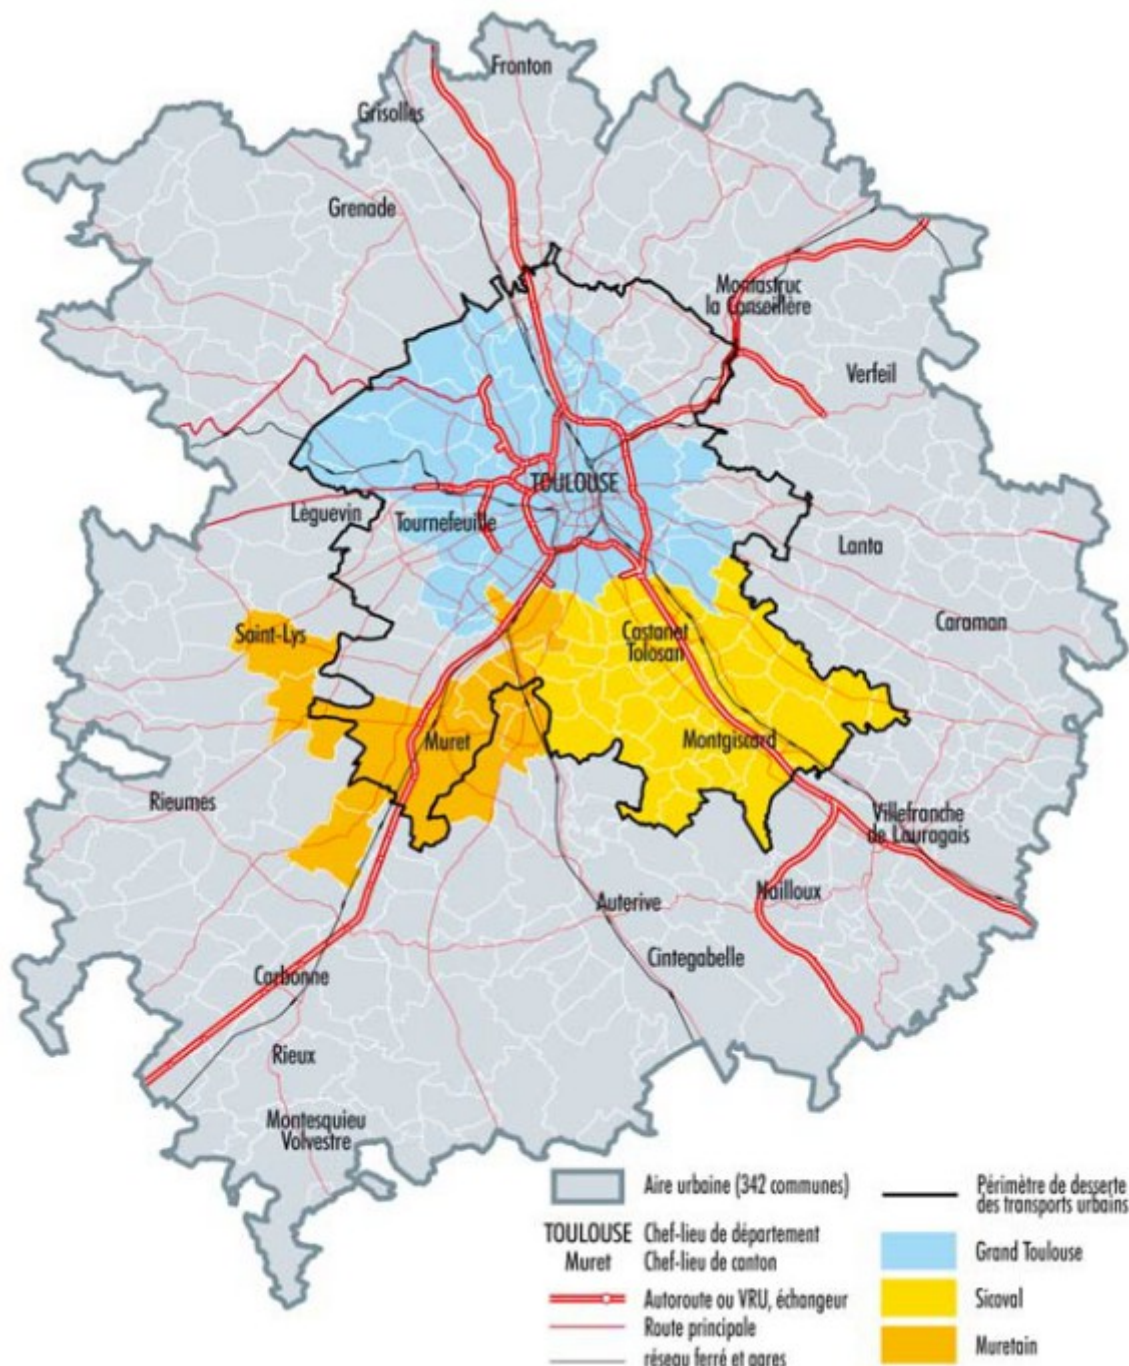 Fronton
Grisolles
Grenade
Montastruc
la Conseillère
Verfeil
TOULOUSE
Lèguevin
Tournefeuille
Lanta
Saint-Lys
Castanet
Tolosan
Caraman
Muret
Montgiscard
Rieumes
Villefranche
de Lauragais
Nailloux
Auterive
Cintegabelle
Carbonne
Rieux
Montesquieu
Volvestre
Aire urbaine (342 communes)
TOULOUSE Chef-lieu de département
Muret Chef-lieu de canton
Autoroute ou VRU, échangeur
Route principale
réseau ferré et gares
Périmètre de desserte
des transports urbains
Grand Toulouse
Sicoval
Muretain